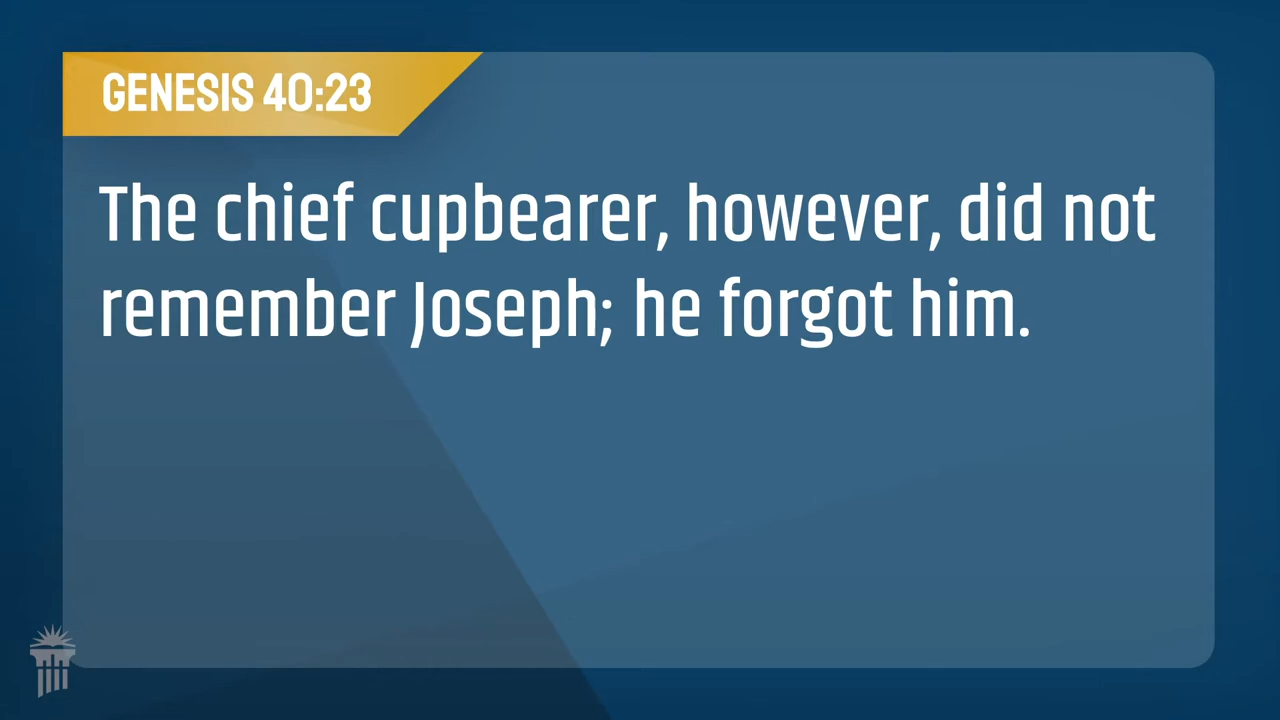 GENESIS 40:23
The chief cupbearer, however, did not
remember Joseph; he forgot him.